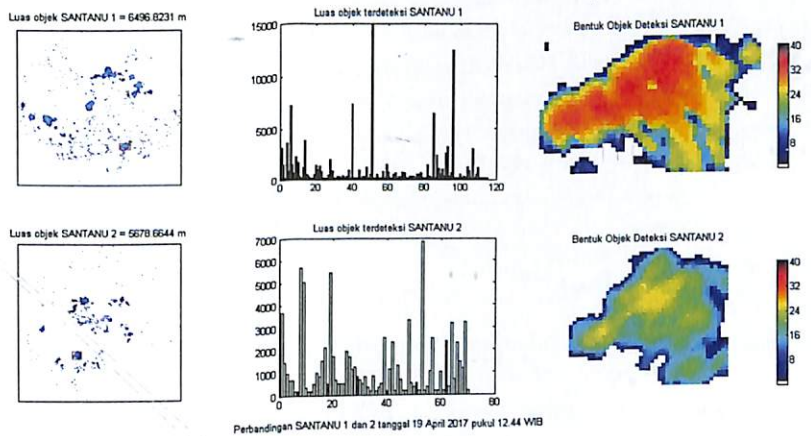 Luas objek SANTANU 1 = 6496.8231 m
Luas objek terdeteksi SANTANU 1
15000
10000
5000
0
0 20 40 60 80 100 120
Bentuk Objek Deteksi SANTANU 1
40
32
24
16
8
Luas objek SANTANU 2 = 5678.6644 m
Luas objek terdeteksi SANTANU 2
7000
6000
5000
4000
3000
2000
1000
0
0 20 40 60 80
Bentuk Objek Deteksi SANTANU 2
40
32
24
16
8
Perbandingan SANTANU 1 dan 2 tanggal 19 April 2017 pukul 12.44 WIB